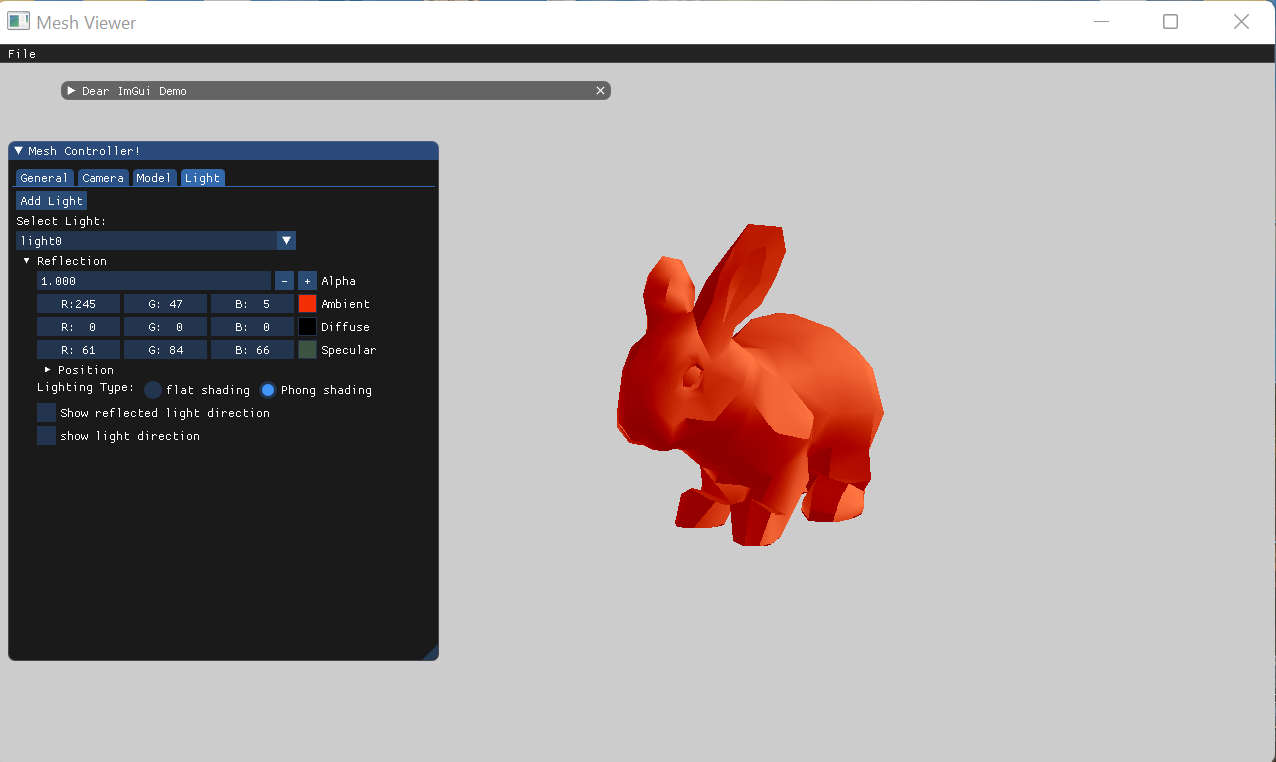 Mesh Viewer
File
Dear ImGui Demo
Mesh Controller!
General Camera Model Light
Add Light
Select Light:
light0
Reflection
1.000 - + Alpha
R:245 G: 47 B: 5 Ambient
R: 0 G: 0 B: 0 Diffuse
R: 61 G: 84 B: 66 Specular
Position
Lighting Type: flat shading Phong shading
Show reflected light direction
show light direction